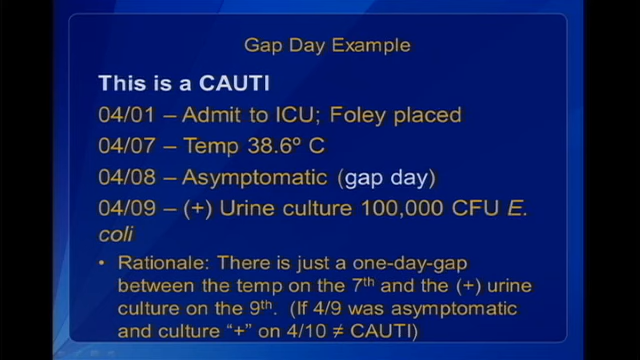 Gap Day Example
This is a CAUTI
04/01 – Admit to ICU; Foley placed
04/07 – Temp 38.6º C
04/08 – Asymptomatic (gap day)
04/09 – (+) Urine culture 100,000 CFU E.
coli
• Rationale: There is just a one-day-gap
between the temp on the 7th and the (+) urine
culture on the 9th. (If 4/9 was asymptomatic
and culture “+” on 4/10 ≠ CAUTI)